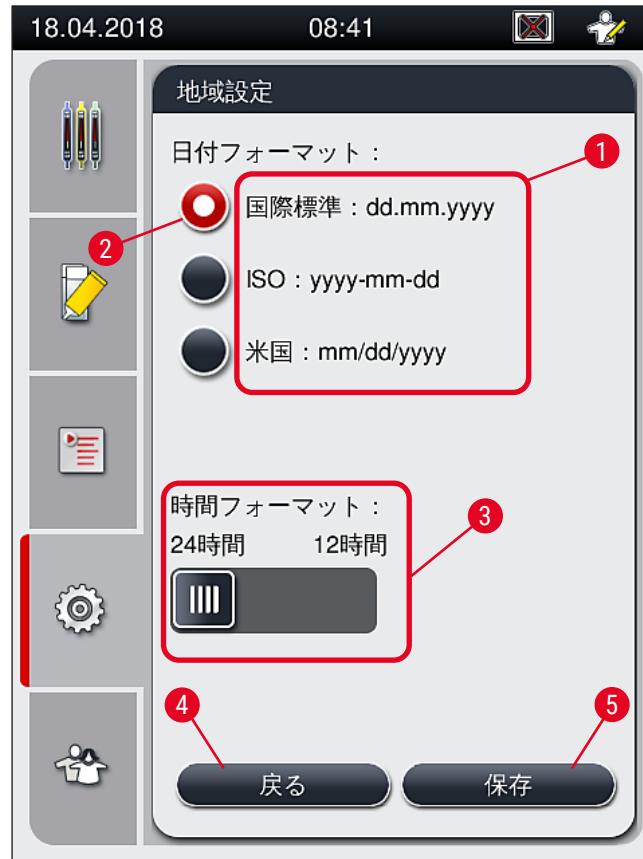 18.04.2018 08:41
地域設定
日付フォーマット：
1
国際標準：dd.mm.yyyy
2
ISO：yyyy-mm-dd
米国：mm/dd/yyyy
時間フォーマット：
3
24時間 12時間
4
5
戻る 保存